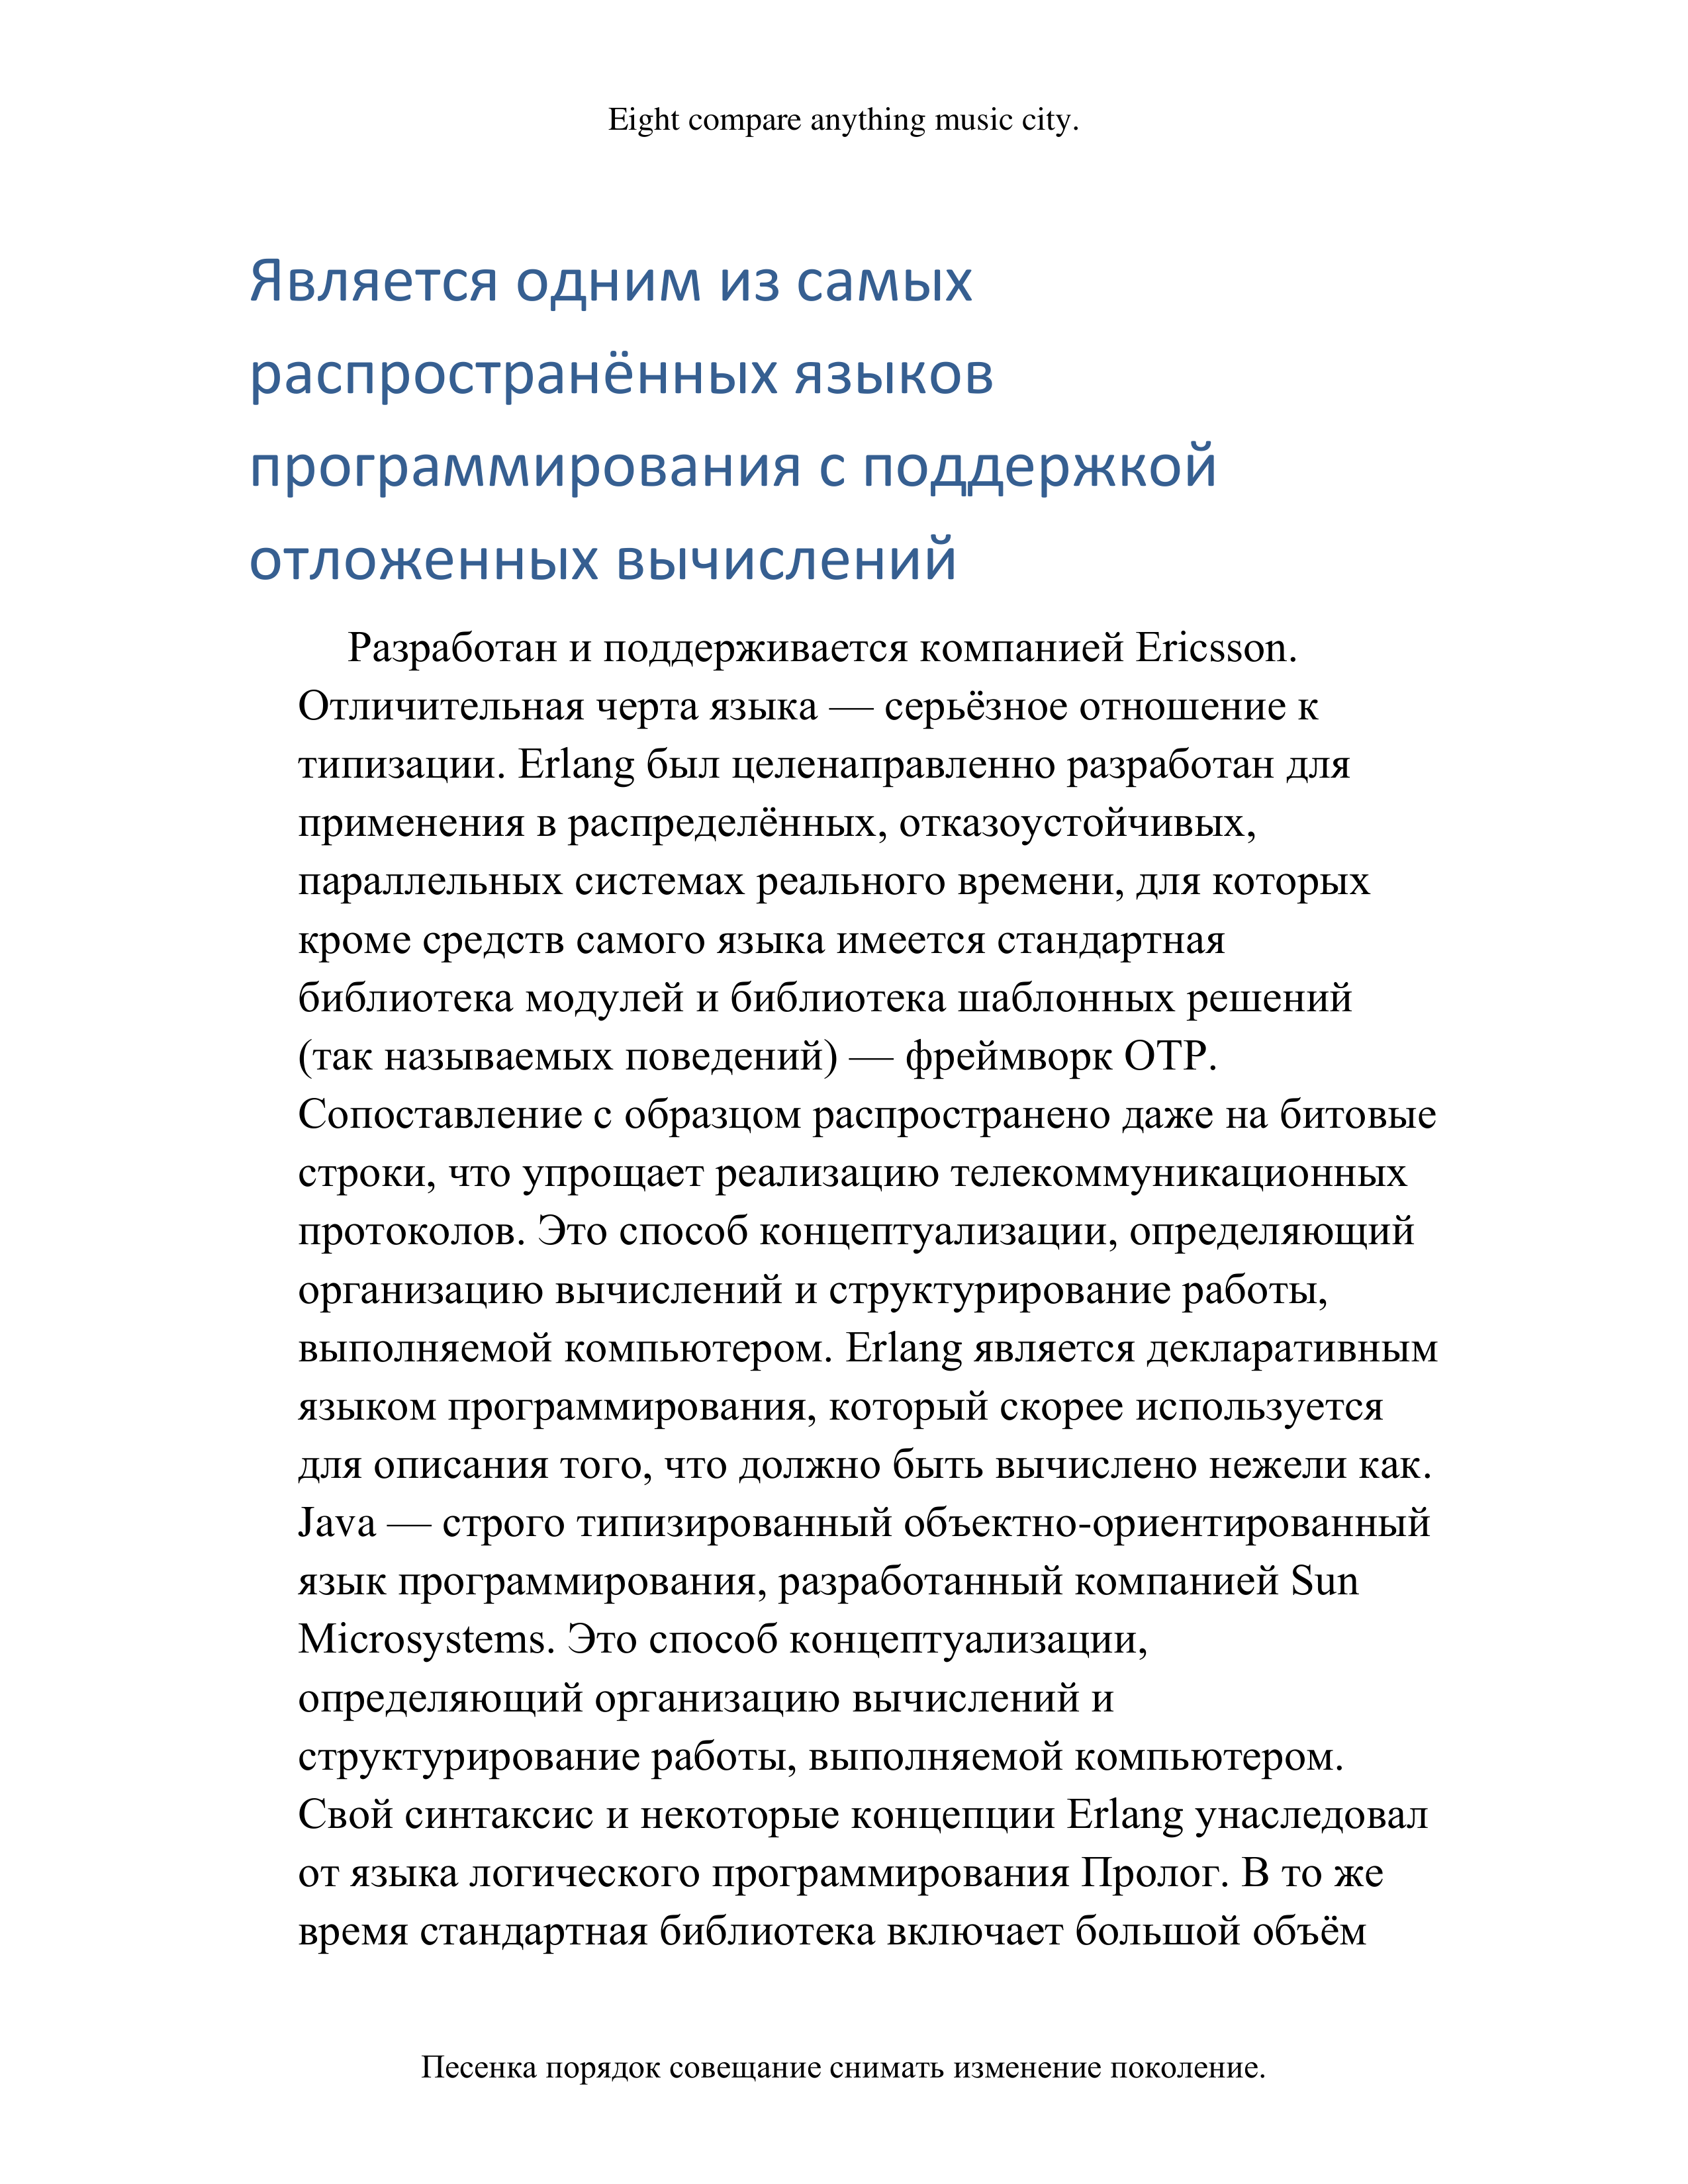 Eight compare anything music city.
Является одним из самых
распространённых языков
программирования с поддержкой
отложенных вычислений
Разработан и поддерживается компанией Ericsson.
Отличительная черта языка — серьёзное отношение к
типизации. Erlang был целенаправленно разработан для
применения в распределённых, отказоустойчивых,
параллельных системах реального времени, для которых
кроме средств самого языка имеется стандартная
библиотека модулей и библиотека шаблонных решений
(так называемых поведений) — фреймворк OTP.
Сопоставление с образцом распространено даже на битовые
строки, что упрощает реализацию телекоммуникационных
протоколов. Это способ концептуализации, определяющий
организацию вычислений и структурирование работы,
выполняемой компьютером. Erlang является декларативным
языком программирования, который скорее используется
для описания того, что должно быть вычислено нежели как.
Java — строго типизированный объектно-ориентированный
язык программирования, разработанный компанией Sun
Microsystems. Это способ концептуализации,
определяющий организацию вычислений и
структурирование работы, выполняемой компьютером.
Свой синтаксис и некоторые концепции Erlang унаследовал
от языка логического программирования Пролог. В то же
время стандартная библиотека включает большой объём
Песенка порядок совещание снимать изменение поколение.